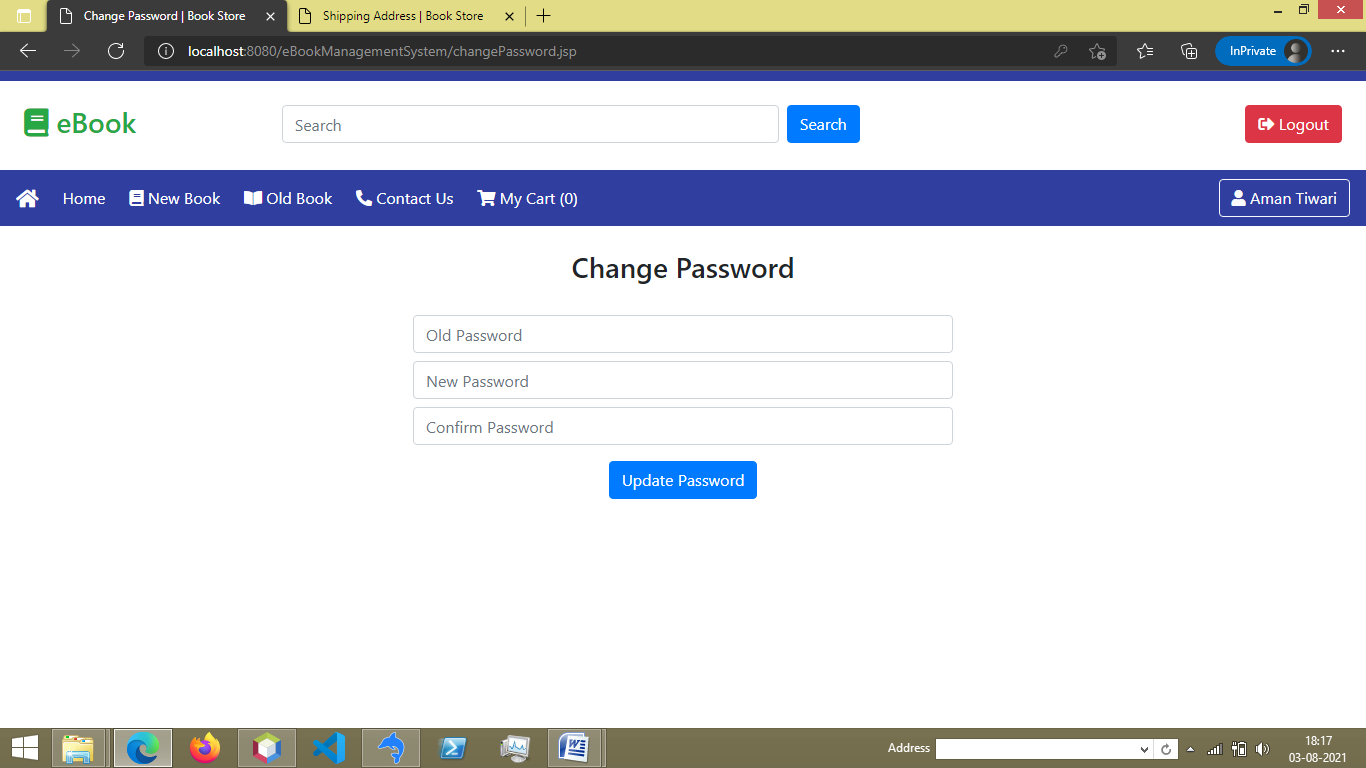 Change Password | Book Store
Shipping Address | Book Store
localhost:8080/eBookManagementSystem/changePassword.jsp
InPrivate
eBook
Search
Search
Logout
Home
New Book
Old Book
Contact Us
My Cart (0)
Aman Tiwari
Change Password
Old Password
New Password
Confirm Password
Update Password
Address
18:17
03-08-2021